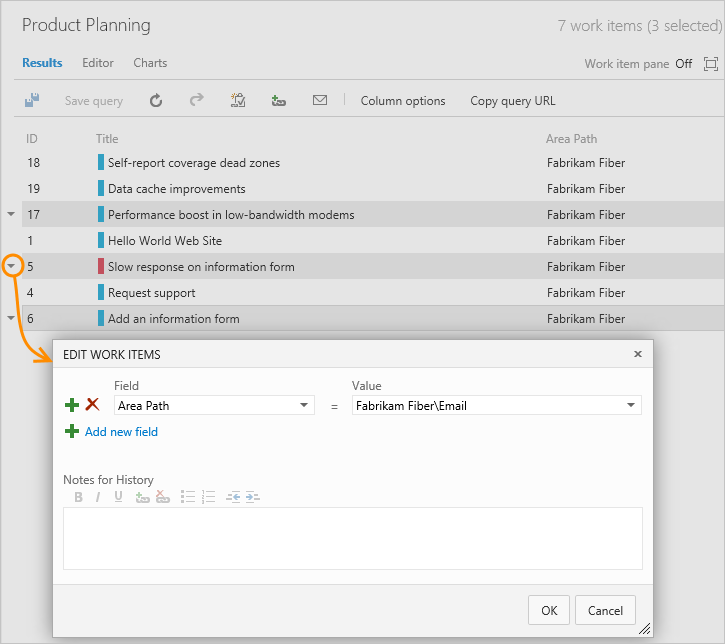 Product Planning 7 work items (3 selected)
Results Editor Charts Work item pane Off
Save query Column options Copy query URL
ID Title Area Path
18 Self-report coverage dead zones Fabrikam Fiber
19 Data cache improvements Fabrikam Fiber
17 Performance boost in low-bandwidth modems Fabrikam Fiber
1 Hello World Web Site Fabrikam Fiber
5 Slow response on information form Fabrikam Fiber
4 Request support Fabrikam Fiber
6 Add an information form Fabrikam Fiber
EDIT WORK ITEMS
Field Value
Area Path = Fabrikam Fiber\Email
Add new field
Notes for History
B I U
OK Cancel